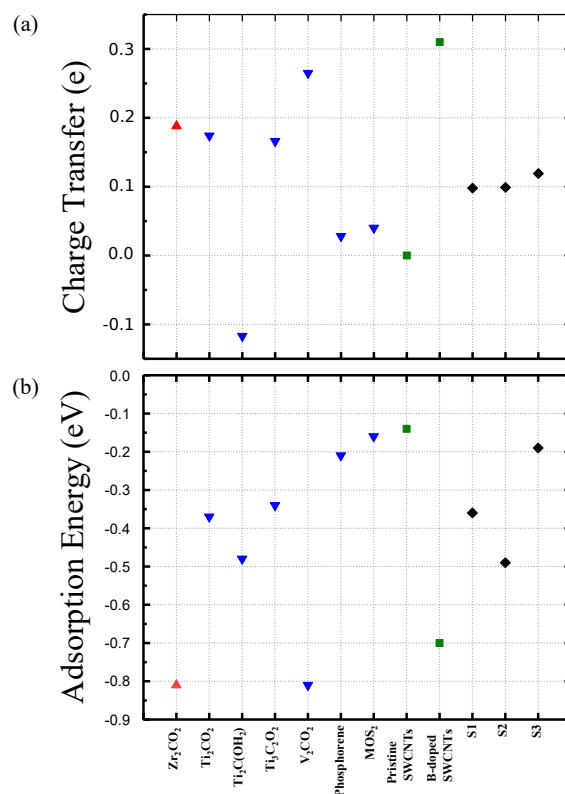 (a)
Charge Transfer (e)
0.3
0.2
0.1
0.0
-0.1
(b)
Adsorption Energy (eV)
0.0
-0.1
-0.2
-0.3
-0.4
-0.5
-0.6
-0.7
-0.8
-0.9
Zr₂CO₂
Ti₂CO₂
Ti₂C(OH₂)
Ti₃C₂O₂
V₂CO₂
Phosphorene
MOS₂
Pristine
SWCNTs
B-doped
SWCNTs
S1
S2
S3